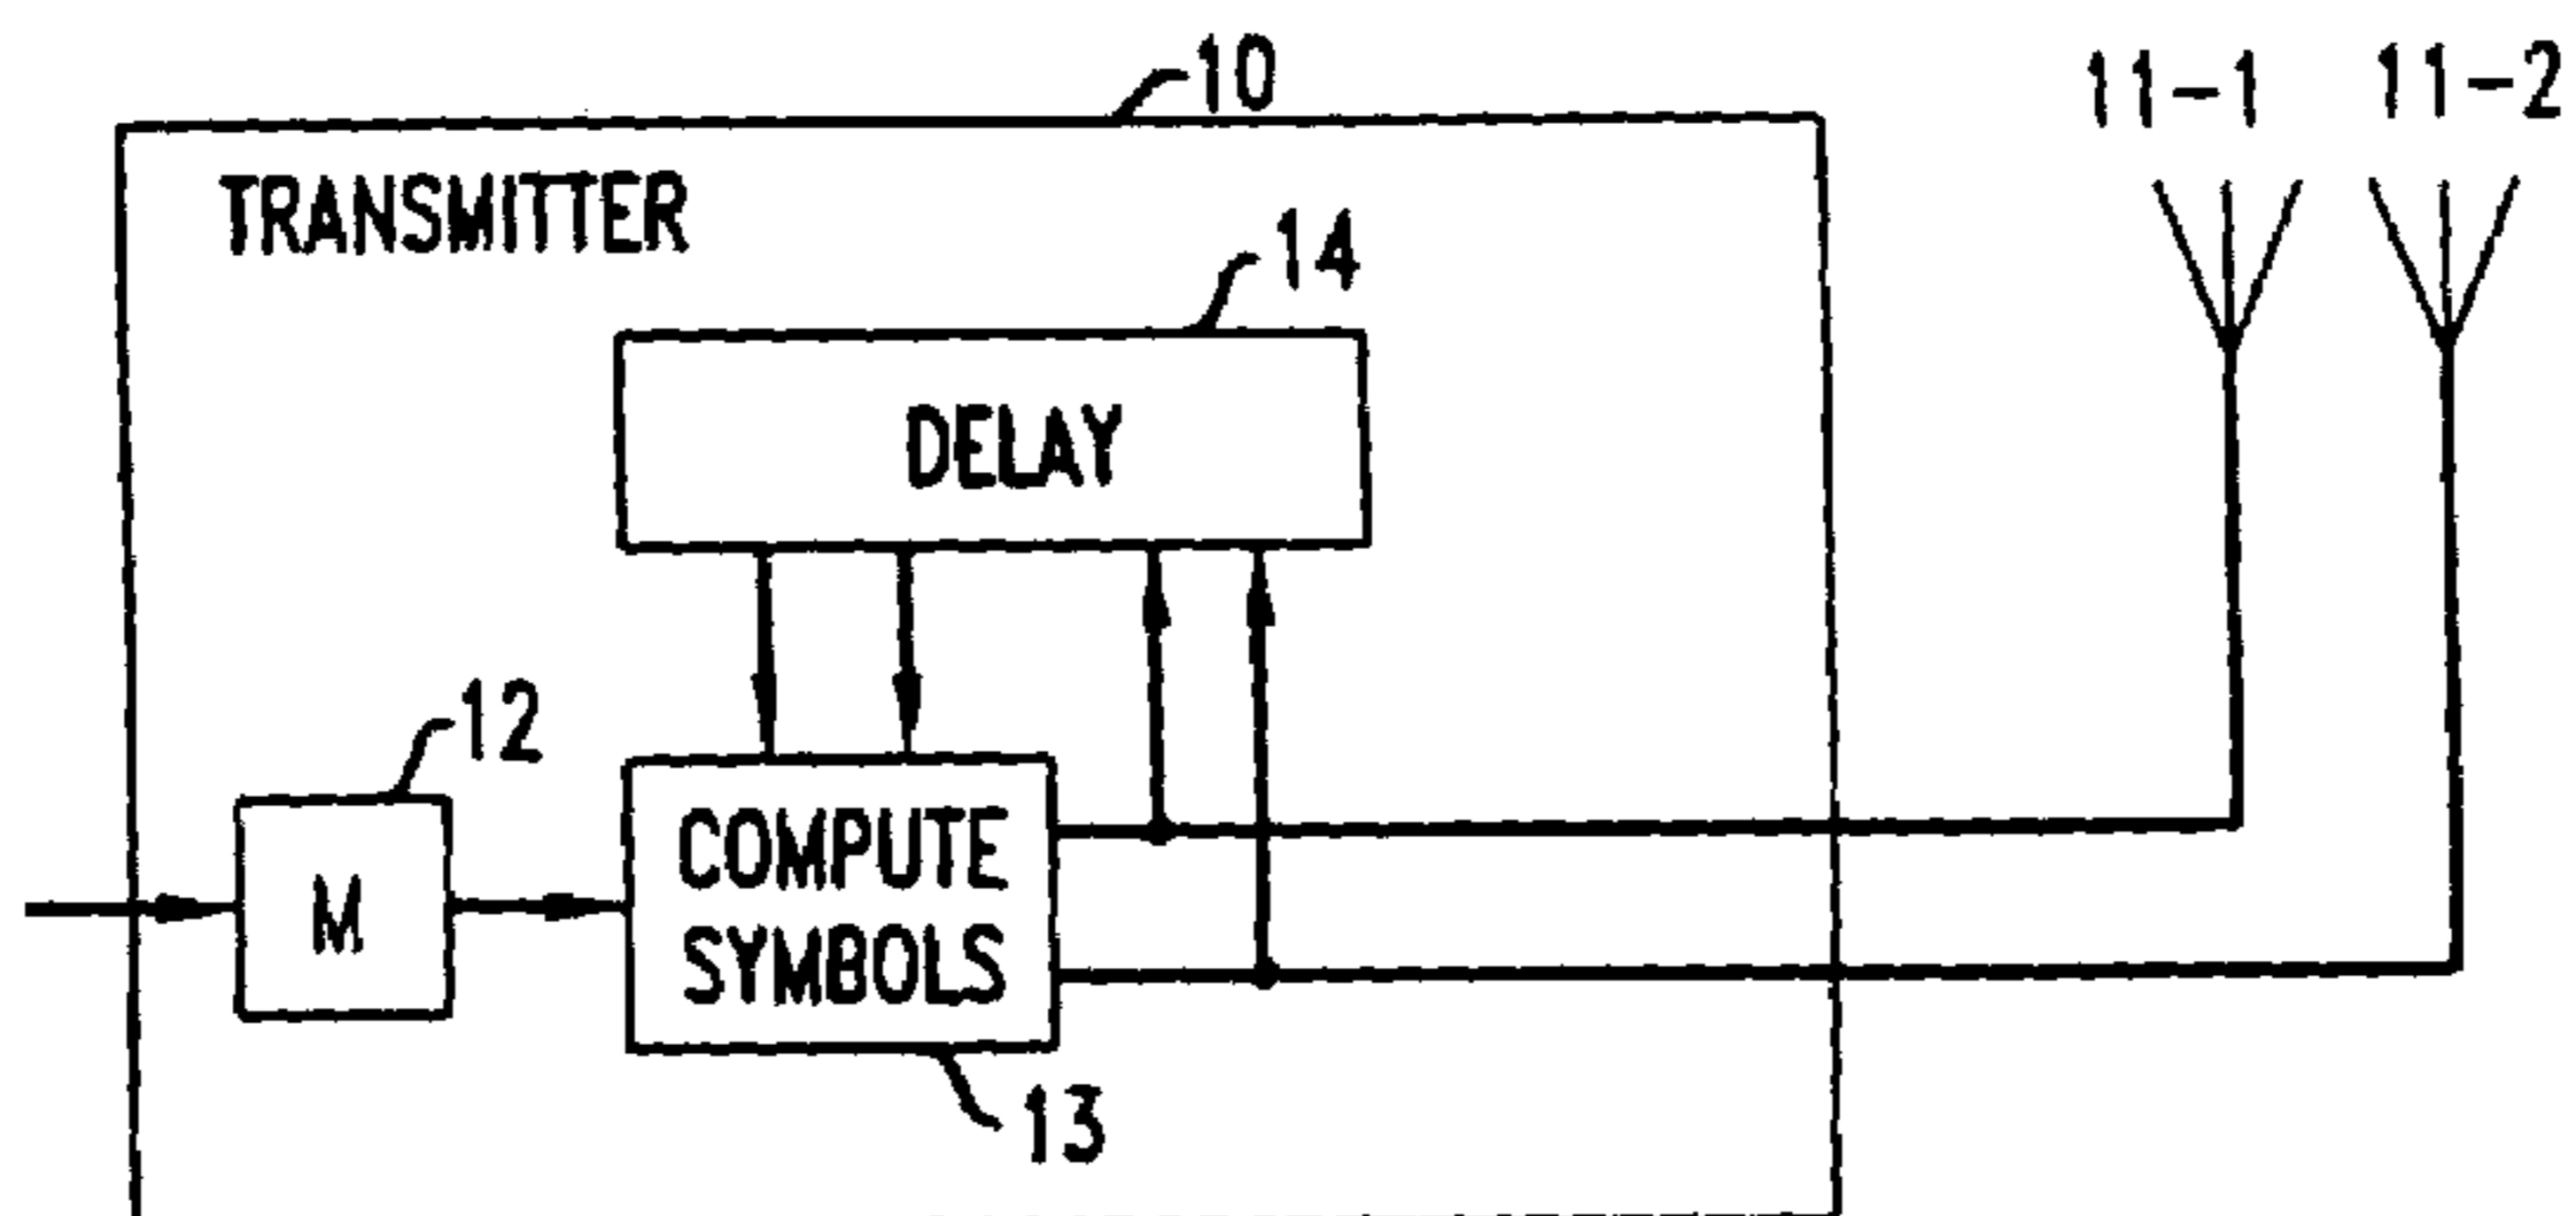 10
11-1 11-2
TRANSMITTER
14
DELAY
12
M
COMPUTE
SYMBOLS
13